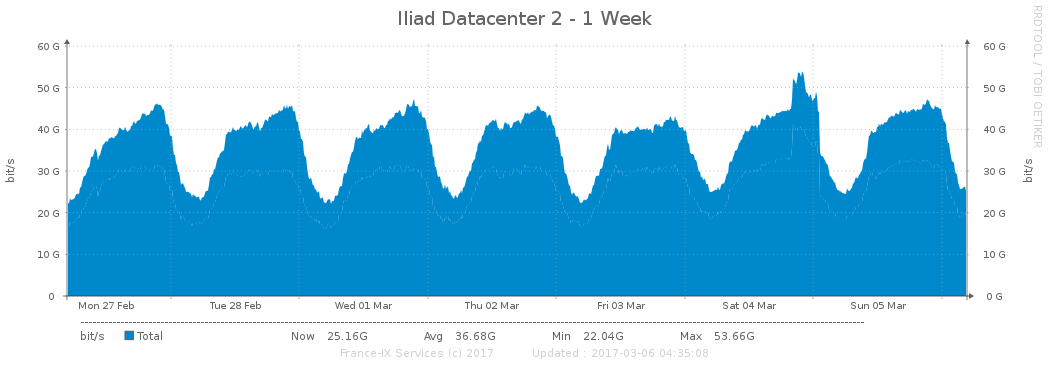 Iliad Datacenter 2 - 1 Week
RRDTOOL / TOBI OETIKER
bit/s
60 G 60 G
50 G 50 G
40 G 40 G
30 G 30 G
20 G 20 G
10 G 10 G
0 0 G
bit/s
Mon 27 Feb Tue 28 Feb Wed 01 Mar Thu 02 Mar Fri 03 Mar Sat 04 Mar Sun 05 Mar
bit/s Total Now 25.16G Avg 36.68G Min 22.04G Max 53.66G
France-IX Services (c) 2017 Updated : 2017-03-06 04:35:08